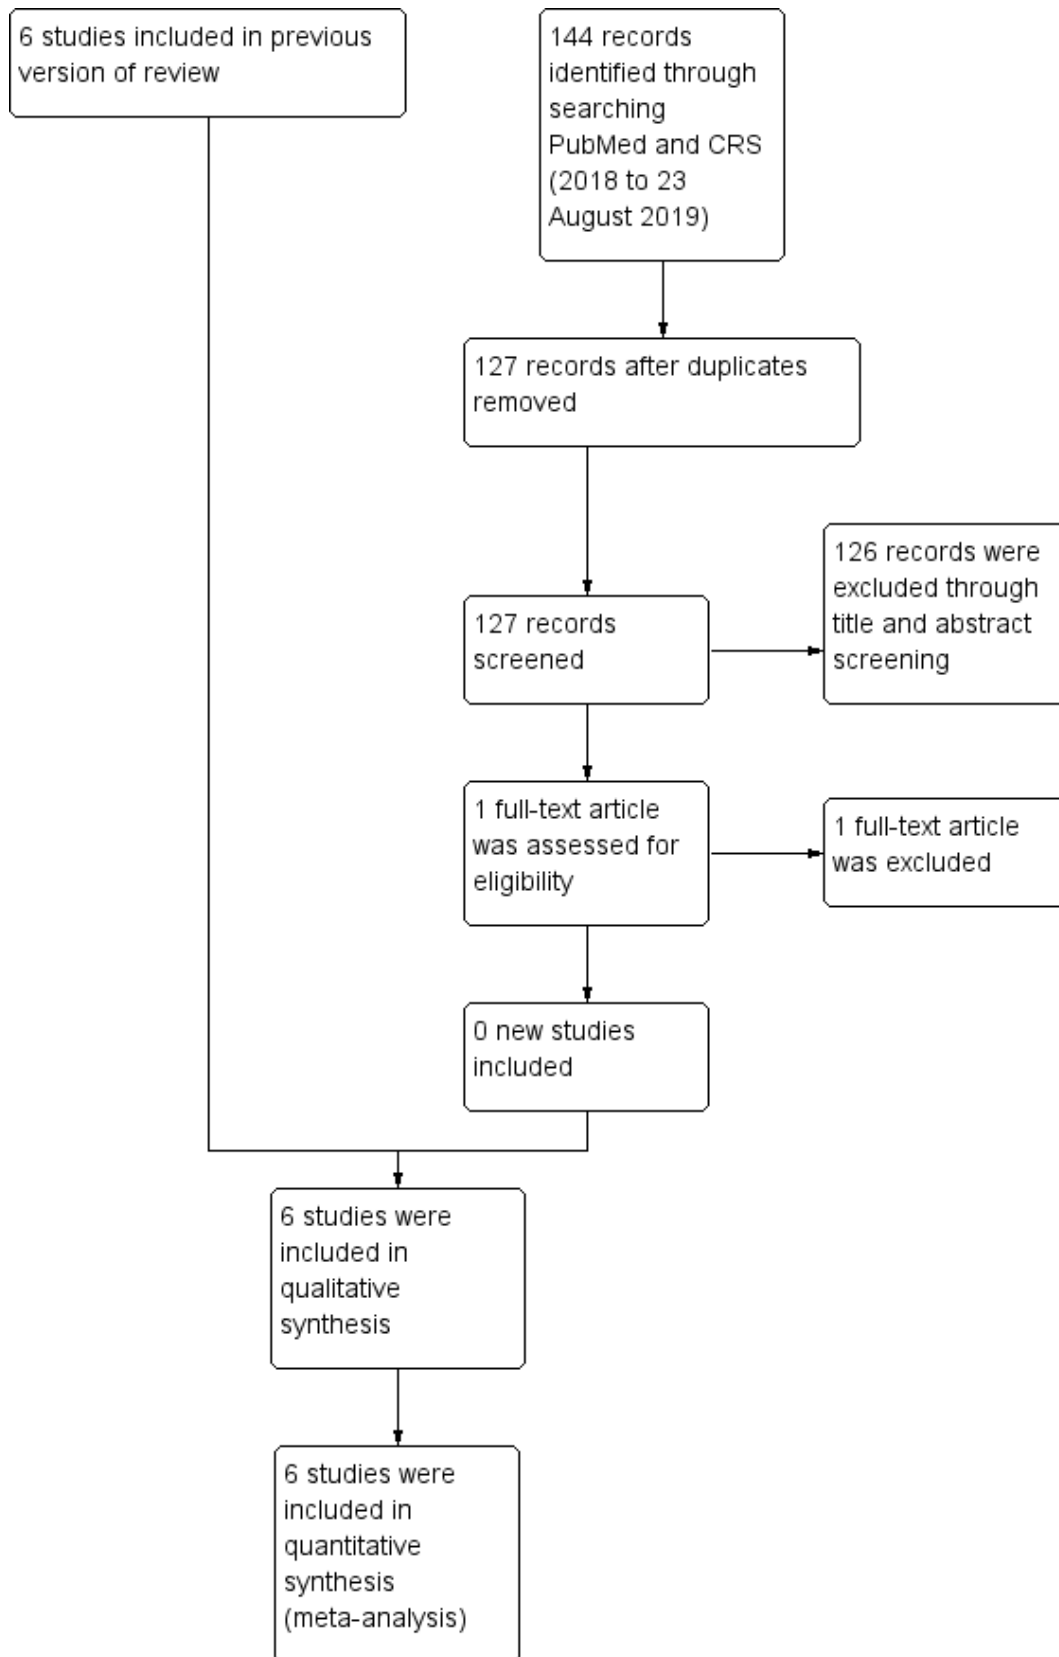 6 studies included in previous
version of review
144 records
identified through
searching
PubMed and CRS
(2018 to 23
August 2019)
127 records after duplicates
removed
127 records
screened
126 records were
excluded through
title and abstract
screening
1 full-text article
was assessed for
eligibility
1 full-text article
was excluded
0 new studies
included
6 studies were
included in
qualitative
synthesis
6 studies were
included in
quantitative
synthesis
(meta-analysis)